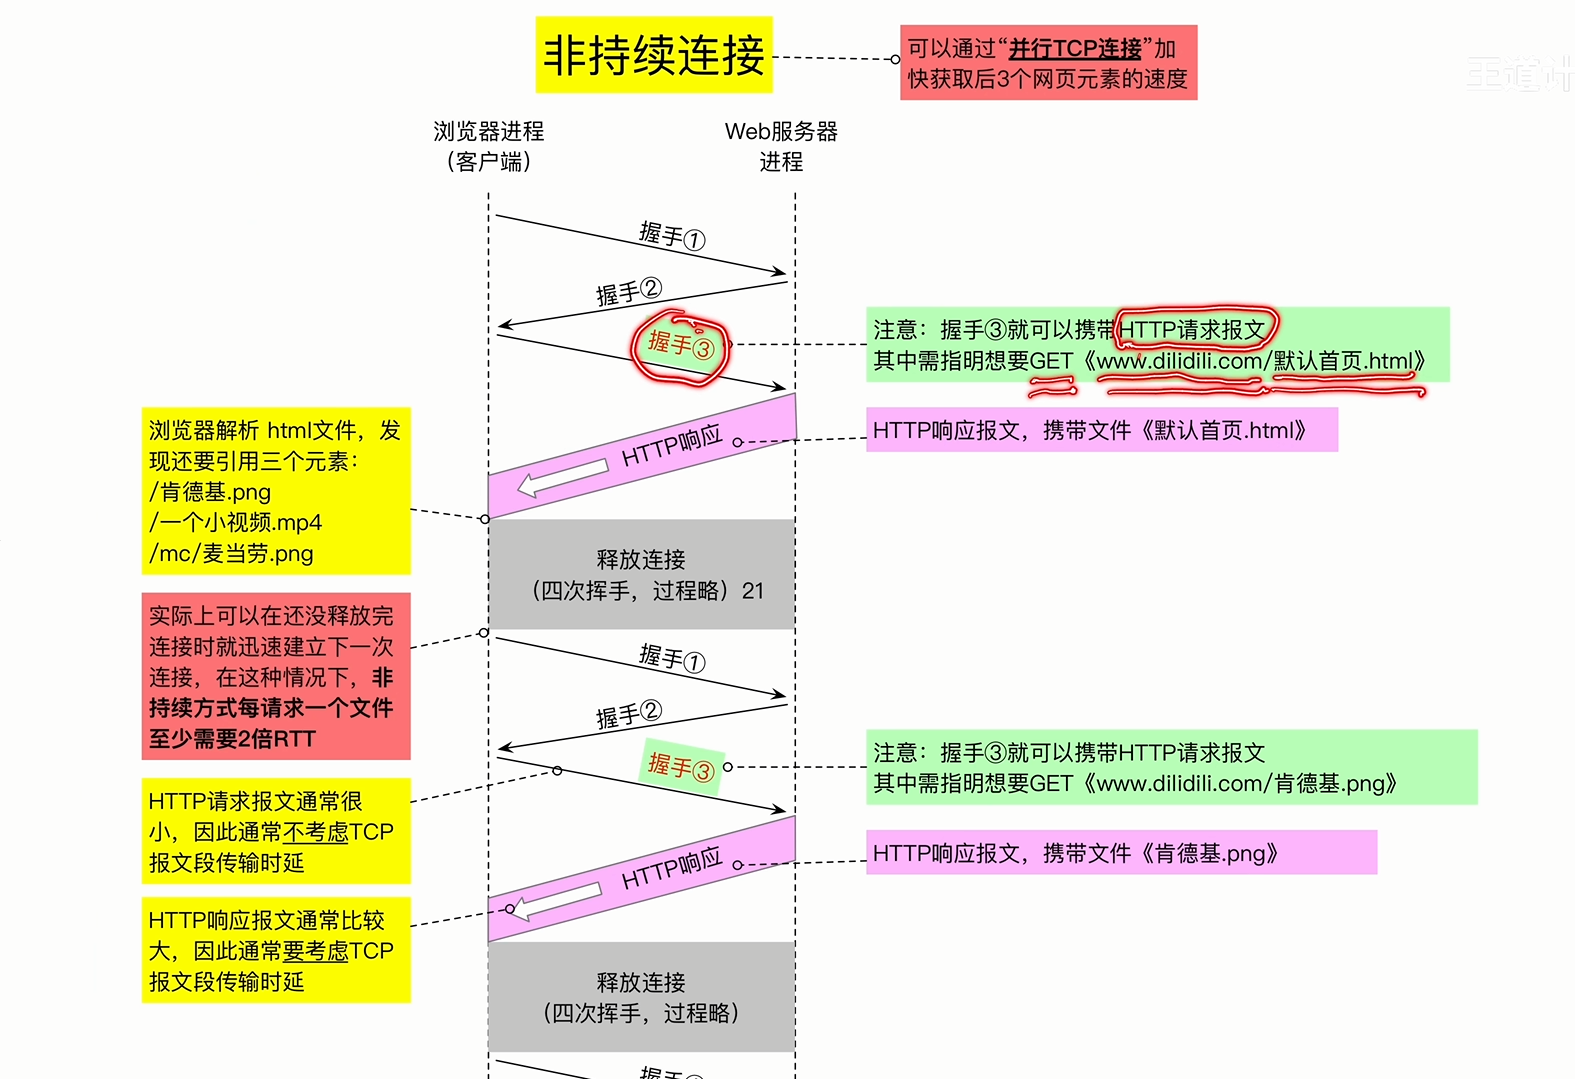 非持续连接
可以通过“并行TCP连接”加
快获取后3个网页元素的速度
王道计
浏览器进程
（客户端）
Web服务器
进程
握手①
握手②
握手③
注意：握手③就可以携带HTTP请求报文
其中需指明想要GET《www.dilidili.com/默认首页.html》
HTTP响应
HTTP响应报文，携带文件《默认首页.html》
浏览器解析 html文件，发
现还要引用三个元素：
/肯德基.png
/一个小视频.mp4
/mc/麦当劳.png
释放连接
（四次挥手，过程略）21
实际上可以在还没释放完
连接时就迅速建立下一次
连接，在这种情况下，非
持续方式每请求一个文件
至少需要2倍RTT
握手①
握手②
握手③
注意：握手③就可以携带HTTP请求报文
其中需指明想要GET《www.dilidili.com/肯德基.png》
HTTP请求报文通常很
小，因此通常不考虑TCP
报文段传输时延
HTTP响应
HTTP响应报文，携带文件《肯德基.png》
HTTP响应报文通常比较
大，因此通常要考虑TCP
报文段传输时延
释放连接
（四次挥手，过程略）
握手